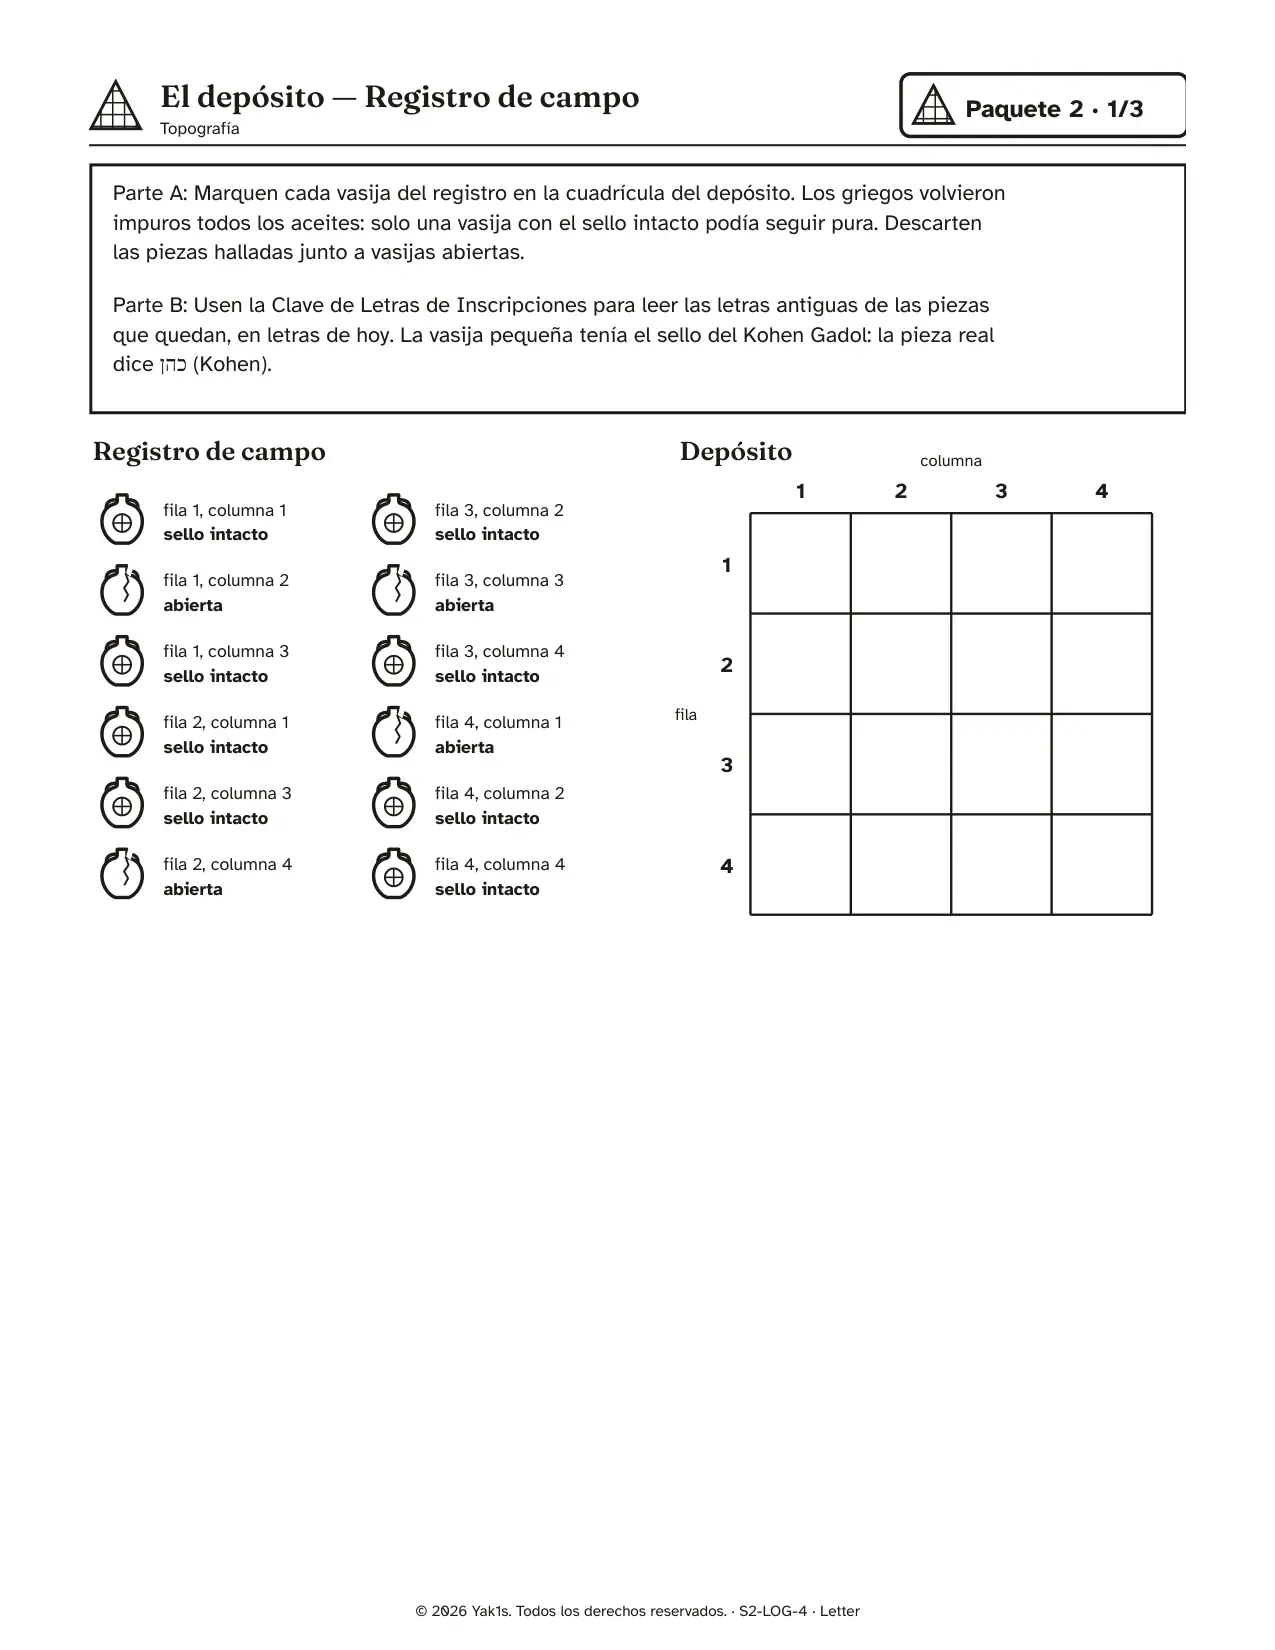 El depósito — Registro de campo
Topografía
Paquete 2 · 1/3
Parte A: Marquen cada vasija del registro en la cuadrícula del depósito. Los griegos volvieron
impuros todos los aceites: solo una vasija con el sello intacto podía seguir pura. Descarten
las piezas halladas junto a vasijas abiertas.
Parte B: Usen la Clave de Letras de Inscripciones para leer las letras antiguas de las piezas
que quedan, en letras de hoy. La vasija pequeña tenía el sello del Kohen Gadol: la pieza real
dice כהן (Kohen).
Registro de campo
fila 1, columna 1
sello intacto
fila 1, columna 2
abierta
fila 1, columna 3
sello intacto
fila 2, columna 1
sello intacto
fila 2, columna 3
sello intacto
fila 2, columna 4
abierta
fila 3, columna 2
sello intacto
fila 3, columna 3
abierta
fila 3, columna 4
sello intacto
fila 4, columna 1
abierta
fila 4, columna 2
sello intacto
fila 4, columna 4
sello intacto
Depósito
columna
1 2 3 4
1
2
fila
3
4
© 2026 Yak1s. Todos los derechos reservados. · S2-LOG-4 · Letter